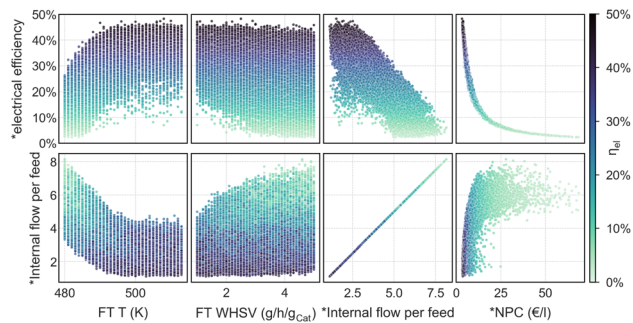 *electrical efficiency
50%
40%
30%
20%
10%
0%
*Internal flow per feed
8
6
4
2
480 500
FT T (K)
2 4
FT WHSV (g/h/gCat)
2.5 5.0 7.5
*Internal flow per feed
0 25 50
*NPC (€/l)
50%
40%
30%
20%
10%
0%
ηel